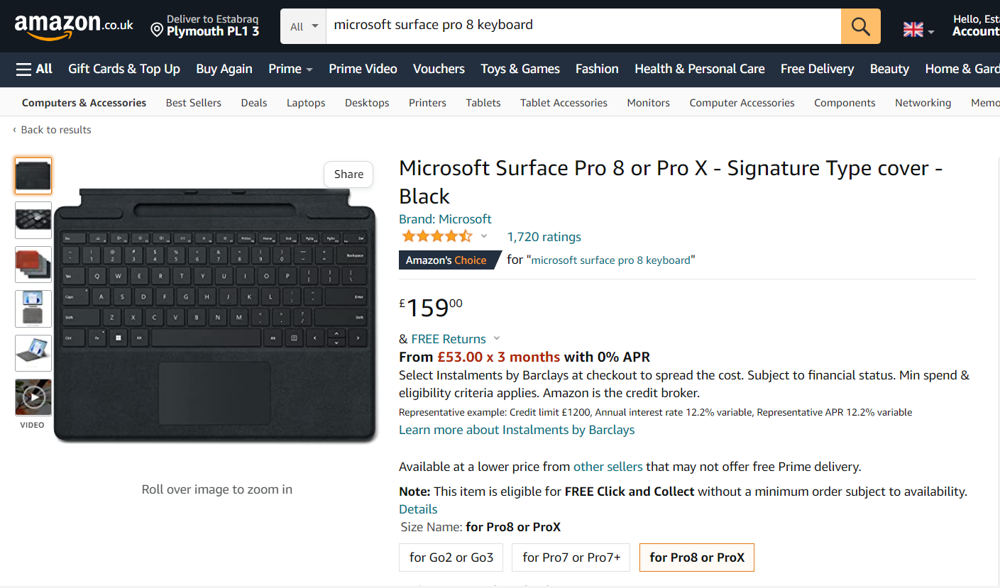 amazon.co.uk
Deliver to Estabraq
Plymouth PL1 3
All
microsoft surface pro 8 keyboard
Hello, Est
Account
All Gift Cards & Top Up Buy Again Prime Prime Video Vouchers Toys & Games Fashion Health & Personal Care Free Delivery Beauty Home & Gard
Computers & Accessories Best Sellers Deals Laptops Desktops Printers Tablets Tablet Accessories Monitors Computer Accessories Components Networking Memo
‹ Back to results
Share
VIDEO
Roll over image to zoom in
Microsoft Surface Pro 8 or Pro X - Signature Type cover -
Black
Brand: Microsoft
1,720 ratings
Amazon's Choice for "microsoft surface pro 8 keyboard"
£15900
& FREE Returns
From £53.00 x 3 months with 0% APR
Select Instalments by Barclays at checkout to spread the cost. Subject to financial status. Min spend &
eligibility criteria applies. Amazon is the credit broker.
Representative example: Credit limit £1200, Annual interest rate 12.2% variable, Representative APR 12.2% variable
Learn more about Instalments by Barclays
Available at a lower price from other sellers that may not offer free Prime delivery.
Note: This item is eligible for FREE Click and Collect without a minimum order subject to availability.
Details
Size Name: for Pro8 or ProX
for Go2 or Go3
for Pro7 or Pro7+
for Pro8 or ProX